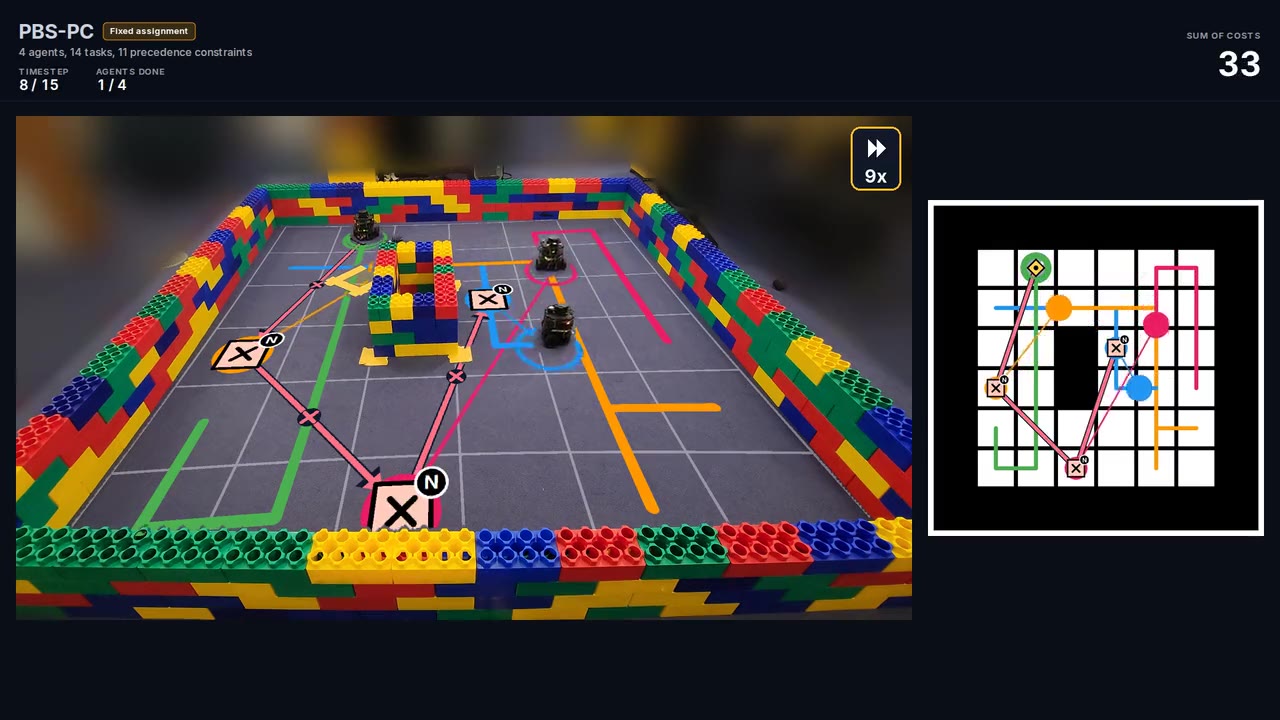 PBS-PC
Fixed assignment
4 agents, 14 tasks, 11 precedence constraints
TIMESTEP
AGENTS DONE
8 / 15
1 / 4
SUM OF COSTS
33
9x
N
N
N
N
N
N